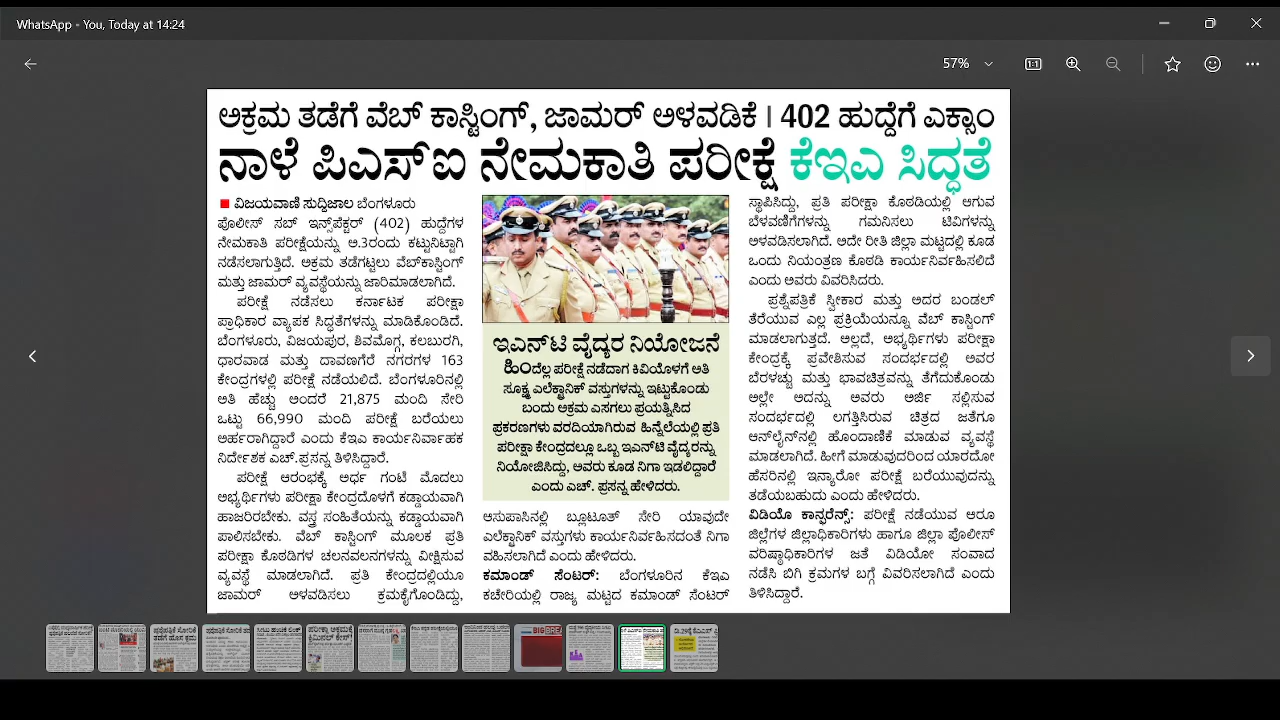 WhatsApp - You, Today at 14:24
57%
1:1
ಅಕ್ರಮ ತಡೆಗೆ ವೆಬ್ ಕಾಸ್ಟಿಂಗ್, ಜಾಮರ್ ಅಳವಡಿಕೆ | 402 ಹುದ್ದೆಗೆ ಎಕ್ಸಾಂ
ನಾಳೆ ಪಿಎಸ್ಐ ನೇಮಕಾತಿ ಪರೀಕ್ಷೆ ಕೆಇಎ ಸಿದ್ಧತೆ
ವಿಜಯವಾಣಿ ಸುದ್ದಿಜಾಲ ಬೆಂಗಳೂರು
ಪೊಲೀಸ್ ಸಬ್ ಇನ್ಸ್‌ಪೆಕ್ಟರ್ (402) ಹುದ್ದೆಗಳ
ನೇಮಕಾತಿ ಪರೀಕ್ಷೆಯನ್ನು ಅ.3ರಂದು ಕಟ್ಟುನಿಟ್ಟಾಗಿ
ನಡೆಸಲಾಗುತ್ತಿದೆ. ಅಕ್ರಮ ತಡೆಗಟ್ಟಲು ವೆಬ್‌ಕಾಸ್ಟಿಂಗ್
ಮತ್ತು ಜಾಮರ್ ವ್ಯವಸ್ಥೆಯನ್ನು ಜಾರಿಮಾಡಲಾಗಿದೆ.
ಪರೀಕ್ಷೆ ನಡೆಸಲು ಕರ್ನಾಟಕ ಪರೀಕ್ಷಾ
ಪ್ರಾಧಿಕಾರ ವ್ಯಾಪಕ ಸಿದ್ಧತೆಗಳನ್ನು ಮಾಡಿಕೊಂಡಿದೆ.
ಬೆಂಗಳೂರು, ವಿಜಯಪುರ, ಶಿವಮೊಗ್ಗ, ಕಲಬುರಗಿ,
ಧಾರವಾಡ ಮತ್ತು ದಾವಣಗೆರೆ ನಗರಗಳ 163
ಕೇಂದ್ರಗಳಲ್ಲಿ ಪರೀಕ್ಷೆ ನಡೆಯಲಿದೆ. ಬೆಂಗಳೂರಿನಲ್ಲಿ
ಅತಿ ಹೆಚ್ಚು ಅಂದರೆ 21,875 ಮಂದಿ ಸೇರಿ
ಒಟ್ಟು 66,990 ಮಂದಿ ಪರೀಕ್ಷೆ ಬರೆಯಲು
ಅರ್ಹರಾಗಿದ್ದಾರೆ ಎಂದು ಕೆಇಎ ಕಾರ್ಯನಿರ್ವಾಹಕ
ನಿರ್ದೇಶಕ ಎಚ್.ಪ್ರಸನ್ನ ತಿಳಿಸಿದ್ದಾರೆ.
ಪರೀಕ್ಷೆ ಆರಂಭಕ್ಕೆ ಅರ್ಧ ಗಂಟೆ ಮೊದಲು
ಅಭ್ಯರ್ಥಿಗಳು ಪರೀಕ್ಷಾ ಕೇಂದ್ರದೊಳಗೆ ಕಡ್ಡಾಯವಾಗಿ
ಹಾಜರಿರಬೇಕು. ವಸ್ತ್ರ ಸಂಹಿತೆಯನ್ನು ಕಡ್ಡಾಯವಾಗಿ
ಪಾಲಿಸಬೇಕು. ವೆಬ್ ಕಾಸ್ಟಿಂಗ್ ಮೂಲಕ ಪ್ರತಿ
ಪರೀಕ್ಷಾ ಕೊಠಡಿಗಳ ಚಲನವಲನಗಳನ್ನು ವೀಕ್ಷಿಸುವ
ವ್ಯವಸ್ಥೆ ಮಾಡಲಾಗಿದೆ. ಪ್ರತಿ ಕೇಂದ್ರದಲ್ಲಿಯೂ
ಜಾಮರ್ ಅಳವಡಿಸಲು ಕ್ರಮಕೈಗೊಂಡಿದ್ದು,
ಇಎನ್‌ಟಿ ವೈದ್ಯರ ನಿಯೋಜನೆ
ಹಿಂದೆಲ್ಲ ಪರೀಕ್ಷೆ ನಡೆದಾಗ ಕಿವಿಯೊಳಗೆ ಅತಿ
ಸೂಕ್ಷ್ಮ ಎಲೆಕ್ಟ್ರಾನಿಕ್ ವಸ್ತುಗಳನ್ನು ಇಟ್ಟುಕೊಂಡು
ಬಂದು ಅಕ್ರಮ ಎಸಗಲು ಪ್ರಯತ್ನಿಸಿದ
ಪ್ರಕರಣಗಳು ವರದಿಯಾಗಿರುವ ಹಿನ್ನೆಲೆಯಲ್ಲಿ ಪ್ರತಿ
ಪರೀಕ್ಷಾ ಕೇಂದ್ರದಲ್ಲೂ ಒಬ್ಬ ಇಎನ್‌ಟಿ ವೈದ್ಯರನ್ನು
ನಿಯೋಜಿಸಿದ್ದು, ಅವರು ಕೂಡ ನಿಗಾ ಇಡಲಿದ್ದಾರೆ
ಎಂದು ಎಚ್. ಪ್ರಸನ್ನ ಹೇಳಿದರು.
ಆಸುಪಾಸಿನಲ್ಲಿ ಬ್ಲೂಟೂತ್ ಸೇರಿ ಯಾವುದೇ
ಎಲೆಕ್ಟ್ರಾನಿಕ್ ವಸ್ತುಗಳು ಕಾರ್ಯನಿರ್ವಹಿಸದಂತೆ ನಿಗಾ
ವಹಿಸಲಾಗಿದೆ ಎಂದು ಹೇಳಿದರು.
ಕಮಾಂಡ್ ಸೆಂಟರ್: ಬೆಂಗಳೂರಿನ ಕೆಇಎ
ಕಚೇರಿಯಲ್ಲಿ ರಾಜ್ಯ ಮಟ್ಟದ ಕಮಾಂಡ್ ಸೆಂಟರ್
ಸ್ಥಾಪಿಸಿದ್ದು, ಪ್ರತಿ ಪರೀಕ್ಷಾ ಕೊಠಡಿಯಲ್ಲಿ ಆಗುವ
ಬೆಳವಣಿಗೆಗಳನ್ನು ಗಮನಿಸಲು ಟಿವಿಗಳನ್ನು
ಅಳವಡಿಸಲಾಗಿದೆ. ಅದೇ ರೀತಿ ಜಿಲ್ಲಾ ಮಟ್ಟದಲ್ಲಿ ಕೂಡ
ಒಂದು ನಿಯಂತ್ರಣ ಕೊಠಡಿ ಕಾರ್ಯನಿರ್ವಹಿಸಲಿದೆ
ಎಂದು ಅವರು ವಿವರಿಸಿದರು.
ಪ್ರಶ್ನೆಪತ್ರಿಕೆ ಸ್ವೀಕಾರ ಮತ್ತು ಅದರ ಬಂಡಲ್
ತೆರೆಯುವ ಎಲ್ಲ ಪ್ರಕ್ರಿಯೆಯನ್ನೂ ವೆಬ್ ಕಾಸ್ಟಿಂಗ್
ಮಾಡಲಾಗುತ್ತದೆ. ಅಲ್ಲದೆ, ಅಭ್ಯರ್ಥಿಗಳು ಪರೀಕ್ಷಾ
ಕೇಂದ್ರಕ್ಕೆ ಪ್ರವೇಶಿಸುವ ಸಂದರ್ಭದಲ್ಲಿ ಅವರ
ಬೆರಳಚ್ಚು ಮತ್ತು ಭಾವಚಿತ್ರವನ್ನು ತೆಗೆದುಕೊಂಡು
ಅಲ್ಲೇ ಅದನ್ನು ಅವರು ಅರ್ಜಿ ಸಲ್ಲಿಸುವ
ಸಂದರ್ಭದಲ್ಲಿ ಲಗತ್ತಿಸಿರುವ ಚಿತ್ರದ ಜತೆಗೂ
ಆನ್‌ಲೈನ್‌ನಲ್ಲಿ ಹೊಂದಾಣಿಕೆ ಮಾಡುವ ವ್ಯವಸ್ಥೆ
ಮಾಡಲಾಗಿದೆ. ಹೀಗೆ ಮಾಡುವುದರಿಂದ ಯಾರದೋ
ಹೆಸರಿನಲ್ಲಿ ಇನ್ಯಾರೋ ಪರೀಕ್ಷೆ ಬರೆಯುವುದನ್ನು
ತಡೆಯಬಹುದು ಎಂದು ಹೇಳಿದರು.
ವಿಡಿಯೊ ಕಾನ್ಫರೆನ್ಸ್: ಪರೀಕ್ಷೆ ನಡೆಯುವ ಆರೂ
ಜಿಲ್ಲೆಗಳ ಜಿಲ್ಲಾಧಿಕಾರಿಗಳು ಹಾಗೂ ಜಿಲ್ಲಾ ಪೊಲೀಸ್
ವರಿಷ್ಠಾಧಿಕಾರಿಗಳ ಜತೆ ವಿಡಿಯೋ ಸಂವಾದ
ನಡೆಸಿ ಬಿಗಿ ಕ್ರಮಗಳ ಬಗ್ಗೆ ವಿವರಿಸಲಾಗಿದೆ ಎಂದು
ತಿಳಿಸಿದ್ದಾರೆ.